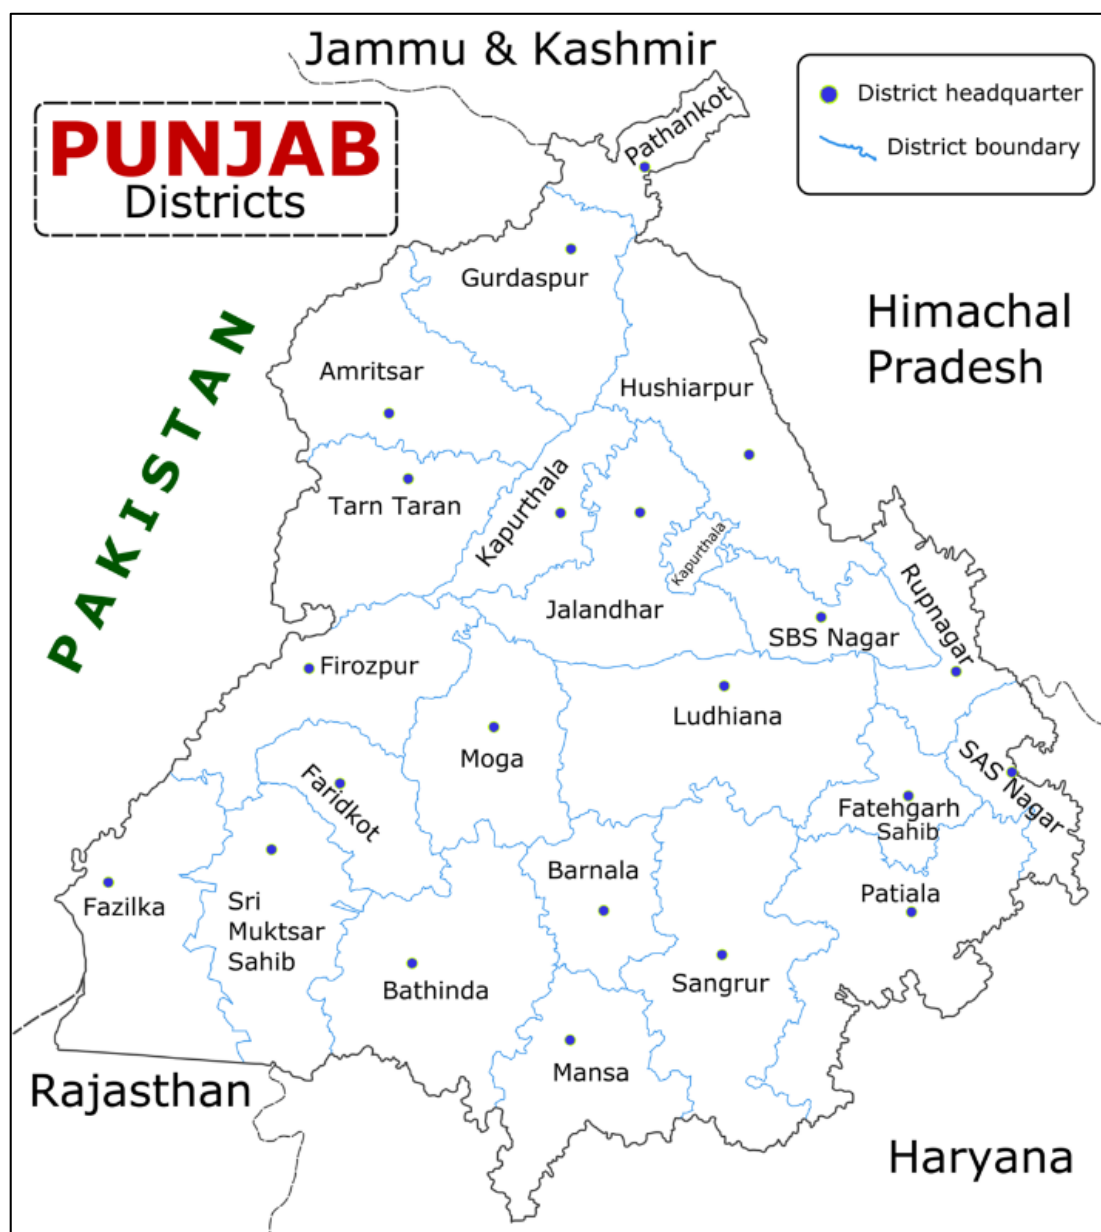 Jammu & Kashmir
PUNJAB
Districts
District headquarter
District boundary
Pathankot
Gurdaspur
Himachal
Pradesh
PAKISTAN
Amritsar
Hushiarpur
Tarn Taran
Kapurthala
Kapurthala
Jalandhar
SBS Nagar
Rupnagar
Firozpur
Ludhiana
Moga
Faridkot
SAS Nagar
Fatehgarh
Sahib
Barnala
Patiala
Fazilka
Sri
Muktsar
Sahib
Bathinda
Sangrur
Mansa
Rajasthan
Haryana